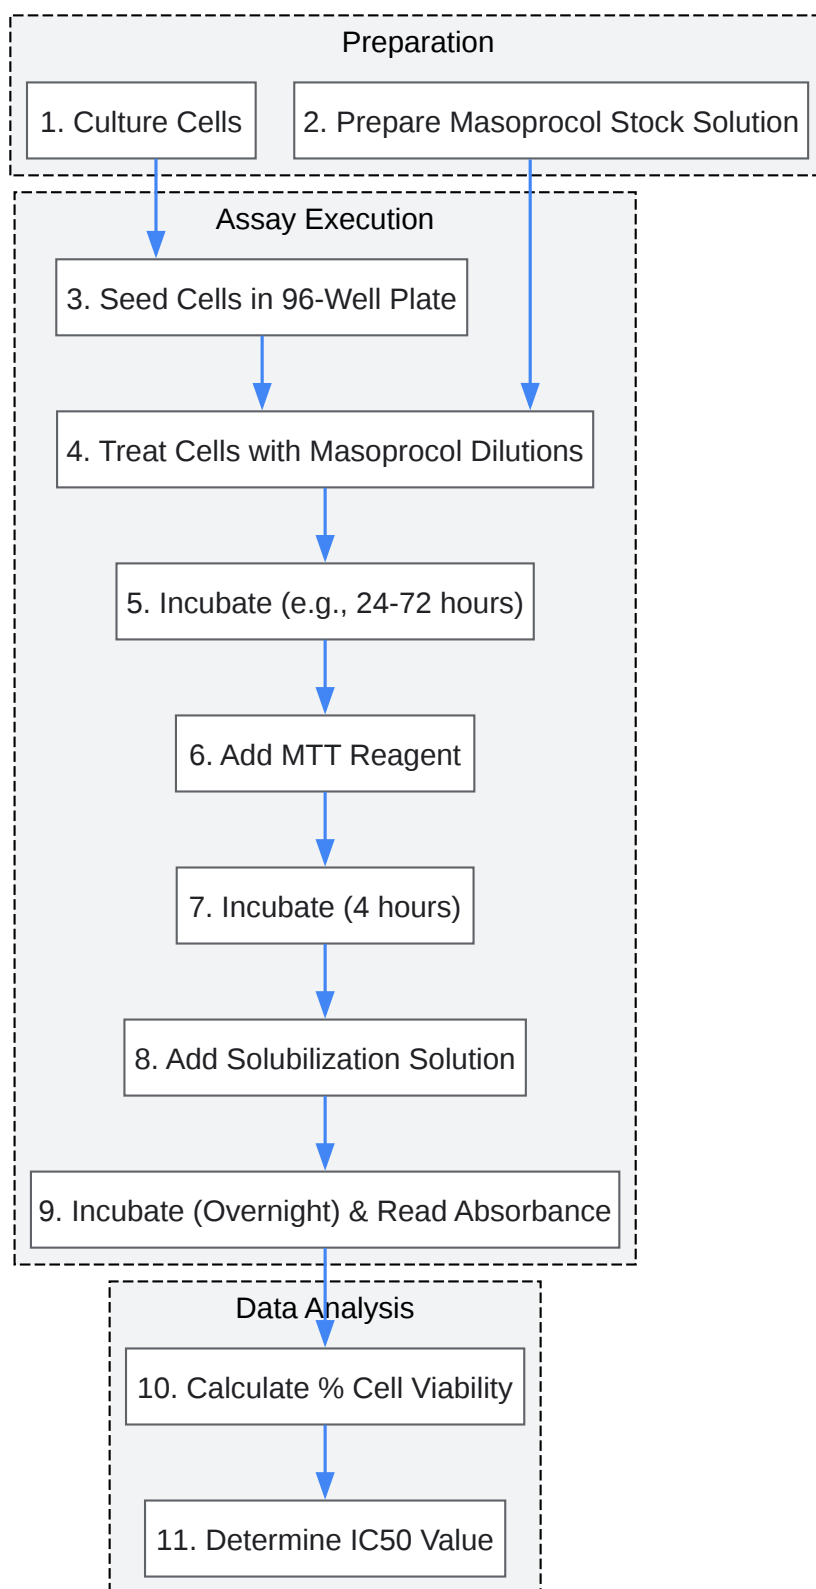 Preparation
1. Culture Cells
2. Prepare Masoprocol Stock Solution
Assay Execution
3. Seed Cells in 96-Well Plate
4. Treat Cells with Masoprocol Dilutions
5. Incubate (e.g., 24-72 hours)
6. Add MTT Reagent
7. Incubate (4 hours)
8. Add Solubilization Solution
9. Incubate (Overnight) & Read Absorbance
Data Analysis
10. Calculate % Cell Viability
11. Determine IC50 Value